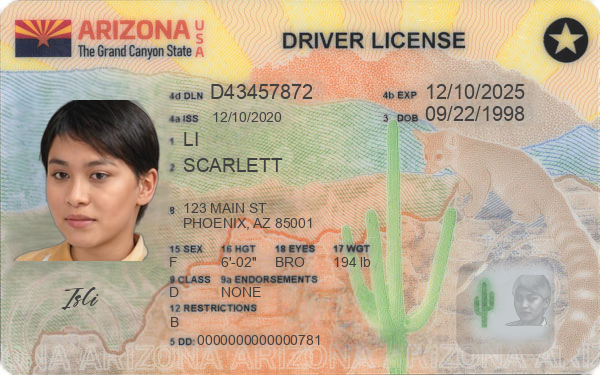 ARIZONA USA
The Grand Canyon State
DRIVER LICENSE
4d DLN D43457872
4b EXP 12/10/2025
4a ISS 12/10/2020
3 DOB 09/22/1998
1 LI
2 SCARLETT
8 123 MAIN ST
PHOENIX, AZ 85001
15 SEX 16 HGT 18 EYES 17 WGT
F 6'-02" BRO 194 lb
9 CLASS 9a ENDORSEMENTS
D NONE
12 RESTRICTIONS
B
Isli
5 DD: 0000000000000781
ARIZONA ARIZONA ARIZONA ARIZONA